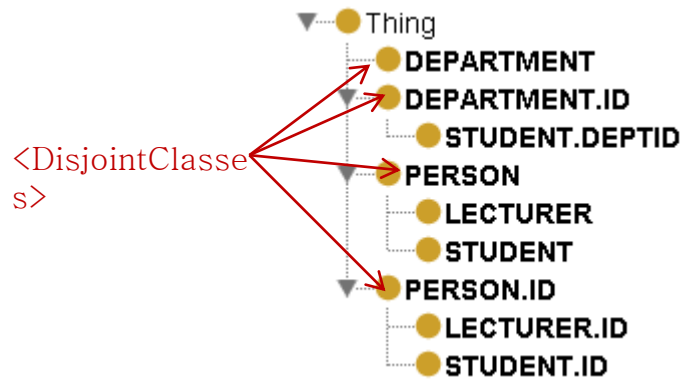 Thing
DEPARTMENT
DEPARTMENT.ID
STUDENT.DEPTID
<DisjointClasse
s>
PERSON
LECTURER
STUDENT
PERSON.ID
LECTURER.ID
STUDENT.ID